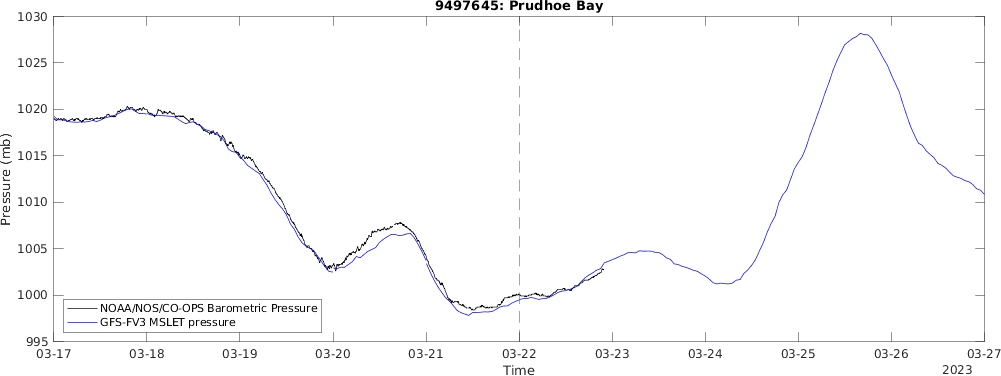 9497645: Prudhoe Bay
1030
1025
1020
1015
1010
1005
1000
995
Pressure (mb)
NOAA/NOS/CO-OPS Barometric Pressure
GFS-FV3 MSLET pressure
03-17 03-18 03-19 03-20 03-21 03-22 03-23 03-24 03-25 03-26 03-27
Time
2023